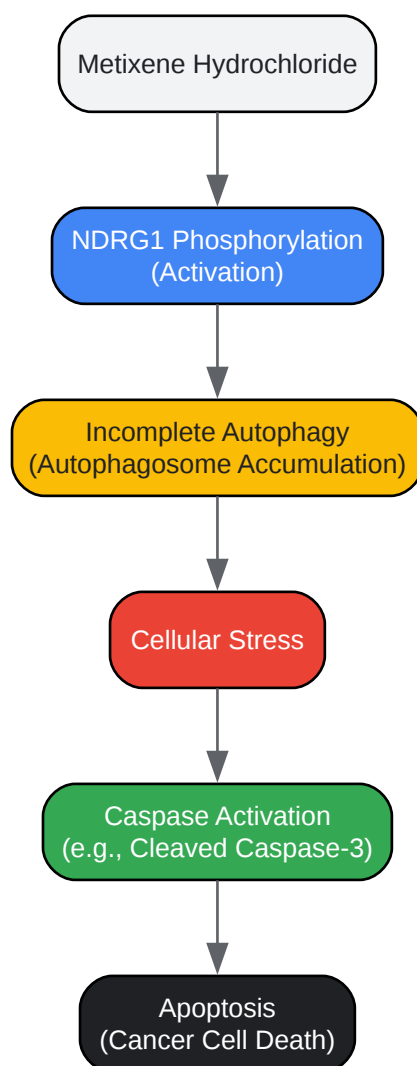 Metixene Hydrochloride
NDRG1 Phosphorylation
(Activation)
Incomplete Autophagy
(Autophagosome Accumulation)
Cellular Stress
Caspase Activation
(e.g., Cleaved Caspase-3)
Apoptosis
(Cancer Cell Death)